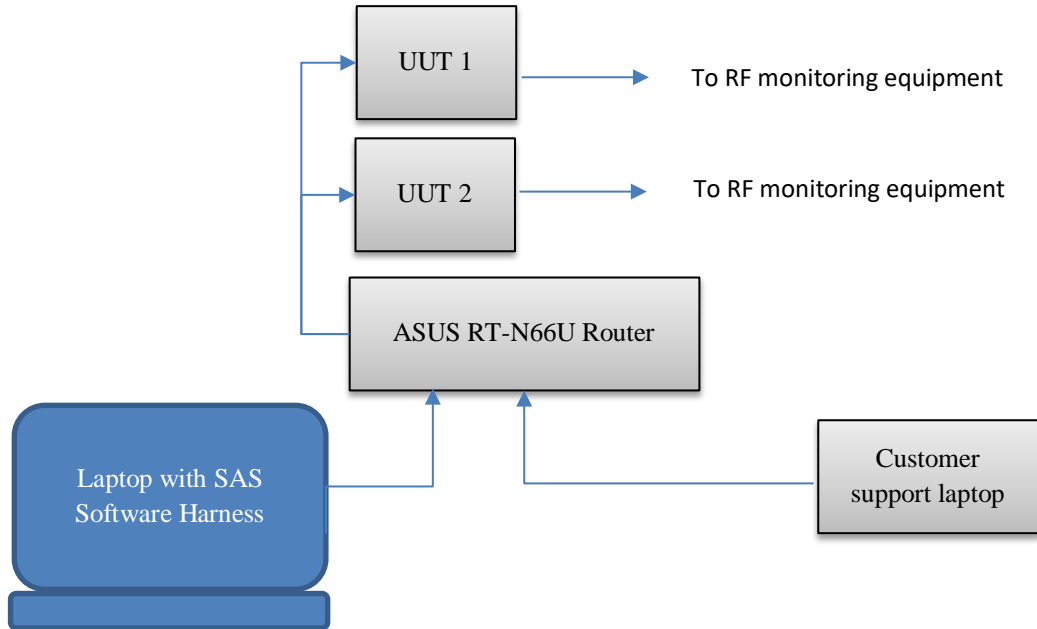 UUT 1
To RF monitoring equipment
UUT 2
To RF monitoring equipment
ASUS RT-N66U Router
Laptop with SAS
Software Harness
Customer
support laptop